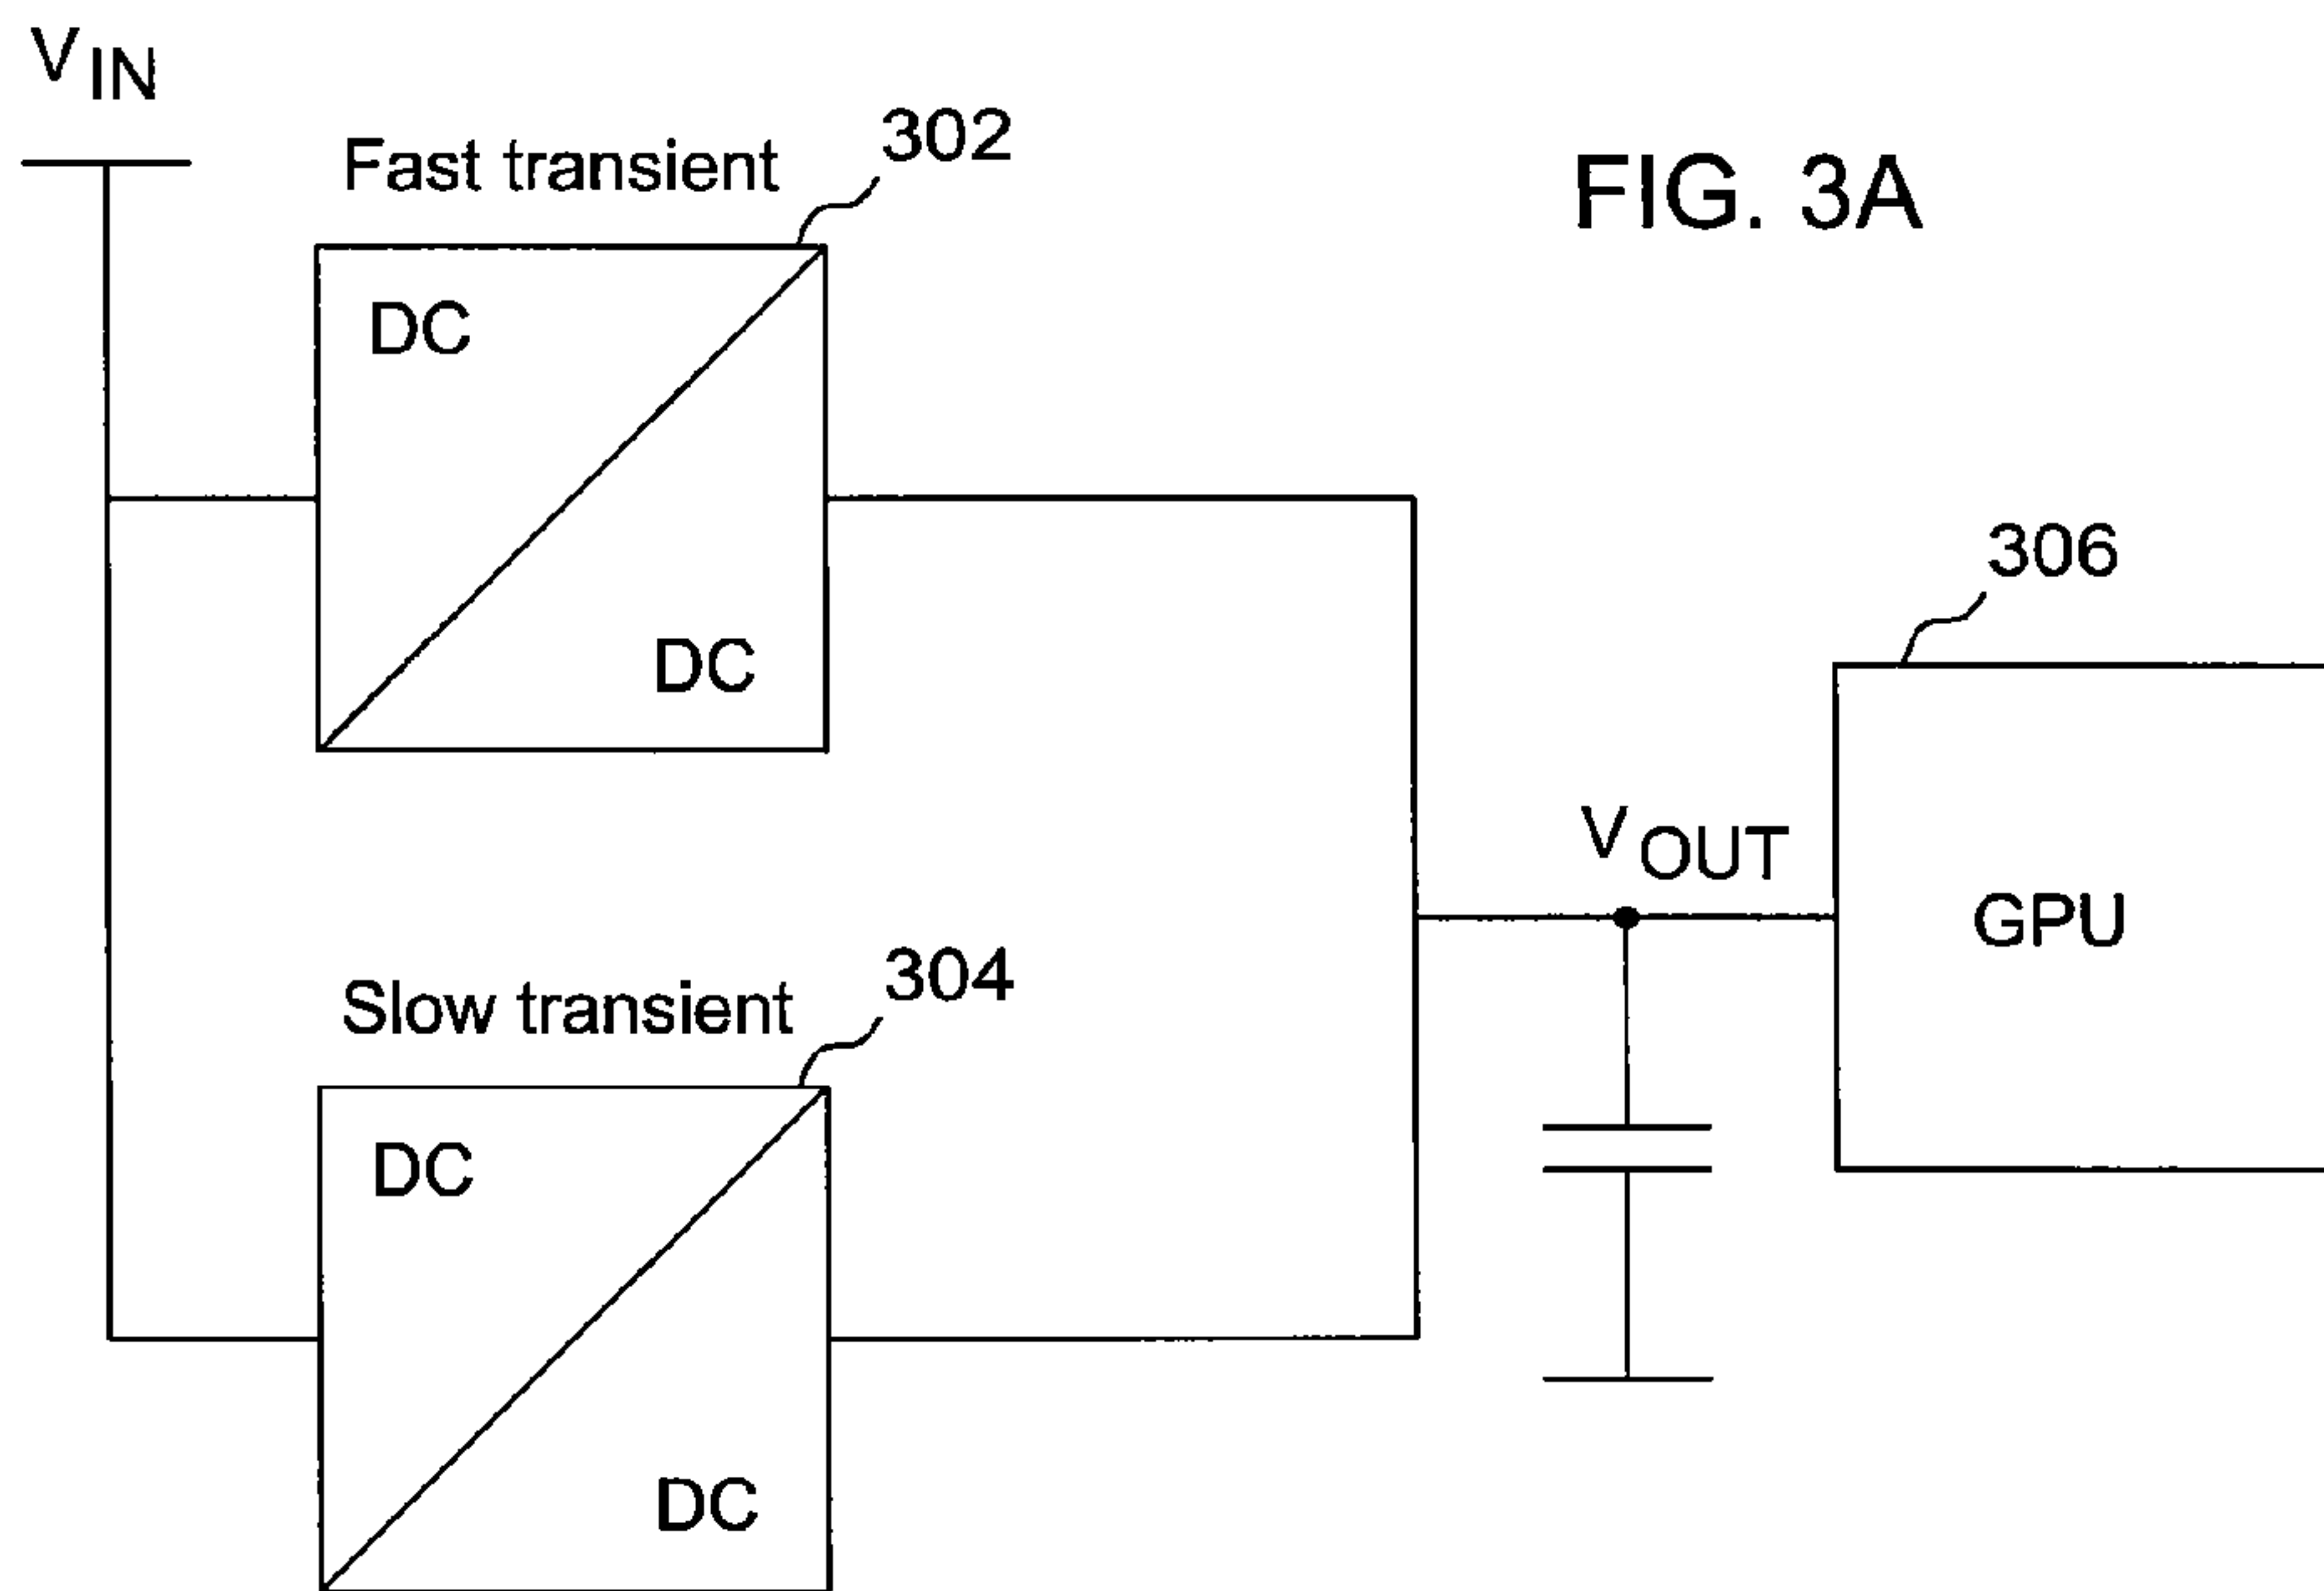 VIN
Fast transient
302
FIG. 3A
DC
DC
306
VOUT
GPU
Slow transient
304
DC
DC